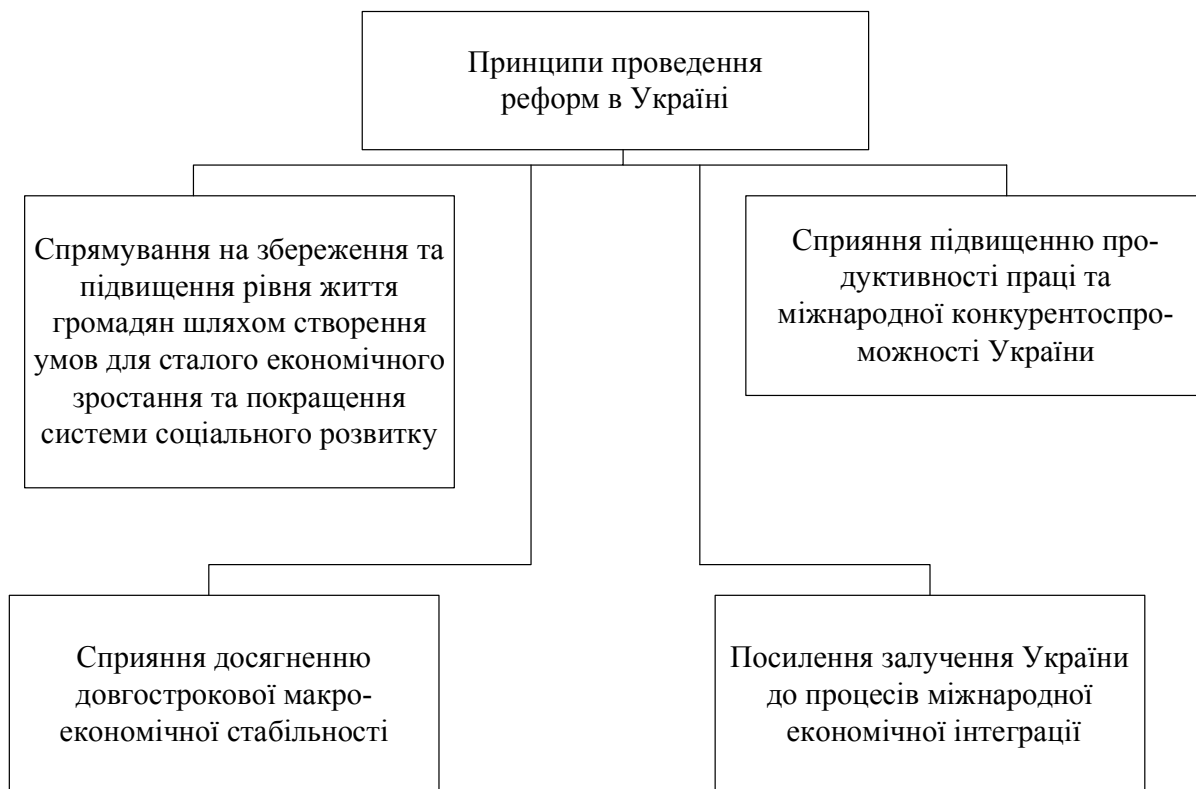 Принципи проведення
реформ в Україні
Спрямування на збереження та
підвищення рівня життя
громадян шляхом створення
умов для сталого економічного
зростання та покращення
системи соціального розвитку
Сприяння підвищенню про-
дуктивності праці та
міжнародної конкурентоспро-
можності України
Сприяння досягненню
довгострокової макро-
економічної стабільності
Посилення залучення України
до процесів міжнародної
економічної інтеграції